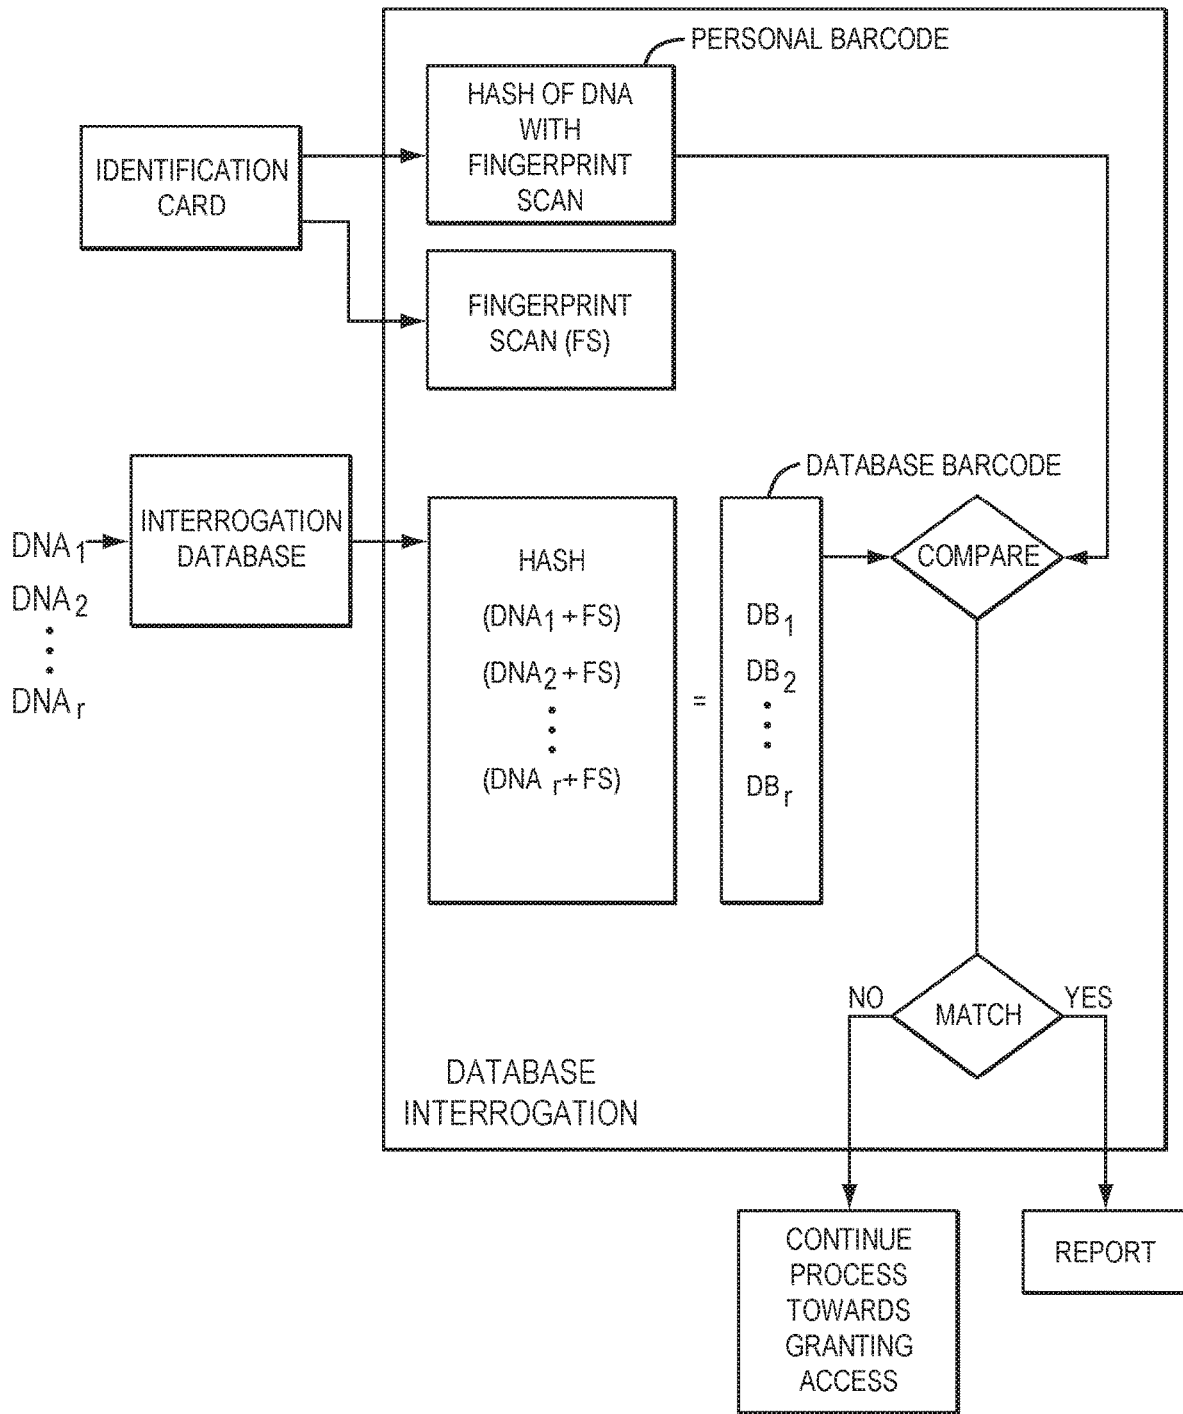 PERSONAL BARCODE
HASH OF DNA
WITH
FINGERPRINT
SCAN
IDENTIFICATION
CARD
FINGERPRINT
SCAN (FS)
DATABASE BARCODE
INTERROGATION
DATABASE
DNA1
DNA2
DNAr
HASH
(DNA1 + FS)
(DNA2 + FS)
(DNA r + FS)
=
DB1
DB2
DBr
COMPARE
NO
MATCH
YES
DATABASE
INTERROGATION
CONTINUE
PROCESS
TOWARDS
GRANTING
ACCESS
REPORT